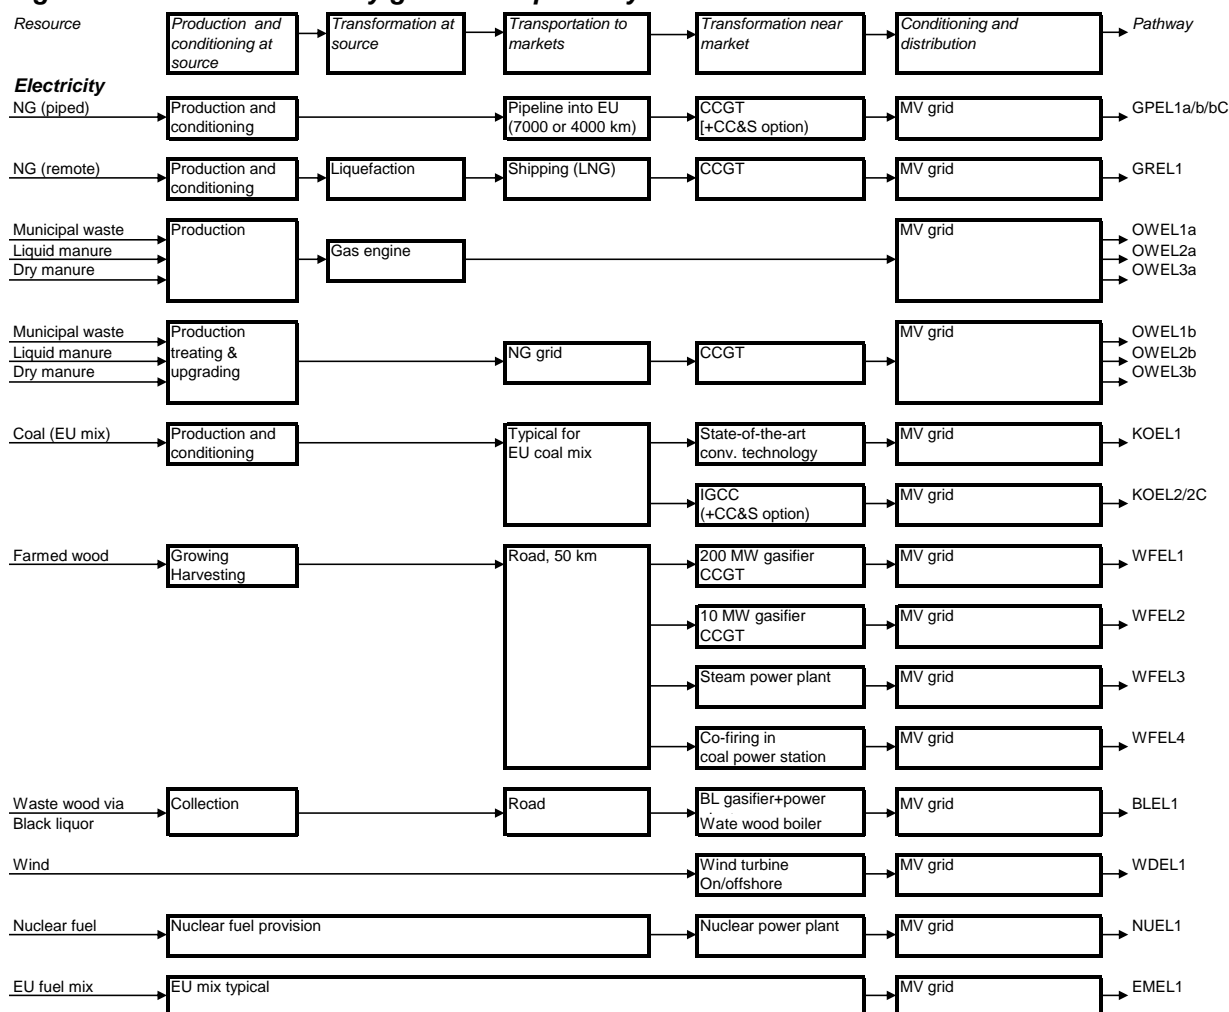 Resource
Production and
conditioning at
source
Transformation at
source
Transportation to
markets
Transformation near
market
Conditioning and
distribution
Pathway
Electricity
NG (piped)
Production and
conditioning
Pipeline into EU
(7000 or 4000 km)
CCGT
[+CC&S option)
MV grid
GPEL1a/b/bC
NG (remote)
Production and
conditioning
Liquefaction
Shipping (LNG)
CCGT
MV grid
GREL1
Municipal waste
Liquid manure
Dry manure
Production
Gas engine
MV grid
OWEL1a
OWEL2a
OWEL3a
Municipal waste
Liquid manure
Dry manure
Production
treating &
upgrading
NG grid
CCGT
MV grid
OWEL1b
OWEL2b
OWEL3b
Coal (EU mix)
Production and
conditioning
Typical for
EU coal mix
State-of-the-art
conv. technology
MV grid
KOEL1
IGCC
(+CC&S option)
MV grid
KOEL2/2C
Farmed wood
Growing
Harvesting
Road, 50 km
200 MW gasifier
CCGT
MV grid
WFEL1
10 MW gasifier
CCGT
MV grid
WFEL2
Steam power plant
MV grid
WFEL3
Co-firing in
coal power station
MV grid
WFEL4
Waste wood via
Black liquor
Collection
Road
BL gasifier+power
Wate wood boiler
MV grid
BLEL1
Wind
Wind turbine
On/offshore
MV grid
WDEL1
Nuclear fuel
Nuclear fuel provision
Nuclear power plant
MV grid
NUEL1
EU fuel mix
EU mix typical
MV grid
EMEL1